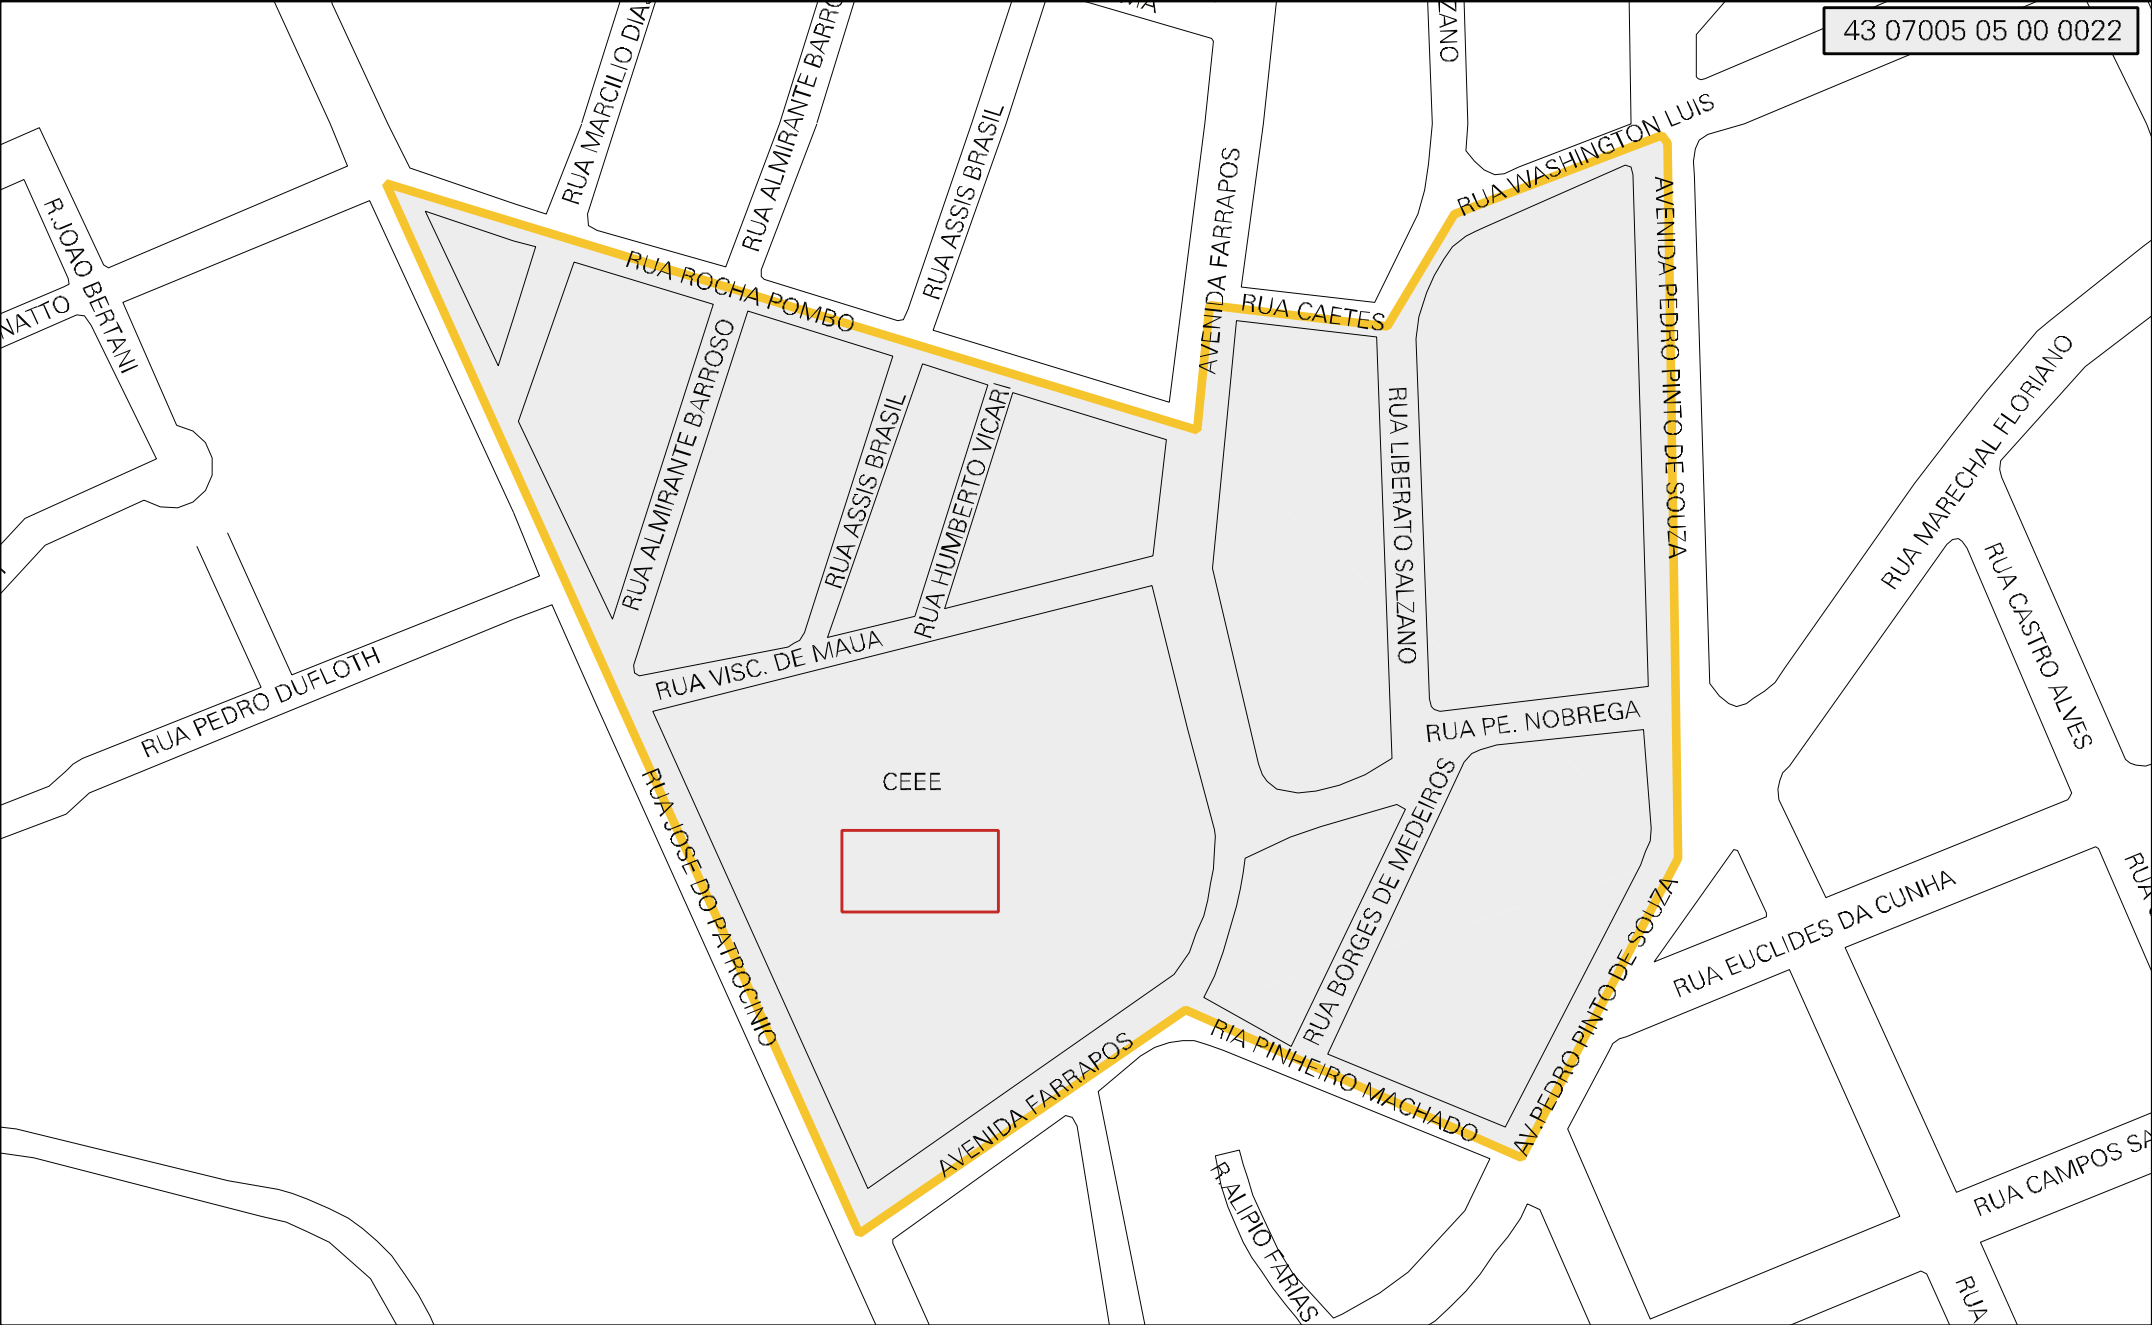 43 07005 05 00 0022
RUA MARCILIO DIAS
RUA ALMIRANTE BARRO
RUA ASSIS BRASIL
AVENIDA FARRAPOS
ZANO
RUA WASHINGTON LUIS
R.JOAO BERTANI
NATTO
RUA ROCHA POMBO
RUA CAETES
AVENIDA PEDRO PINTO DE SOUZA
RUA ALMIRANTE BARROSO
RUA ASSIS BRASIL
RUA HUMBERTO VICARI
RUA LIBERATO SALZANO
RUA MARECHAL FLORIANO
RUA CASTRO ALVES
RUA VISC. DE MAUA
RUA PEDRO DUFLOTH
RUA PE. NOBREGA
CEEE
RUA JOSE DO PATROCINIO
RUA BORGES DE MEDEIROS
AV.PEDRO PINTO DE SOUZA
RUA EUCLIDES DA CUNHA
RUA
AVENIDA FARRAPOS
RIA PINHEIRO MACHADO
R.ALIPIO FARIAS
RUA CAMPOS SA
RUA